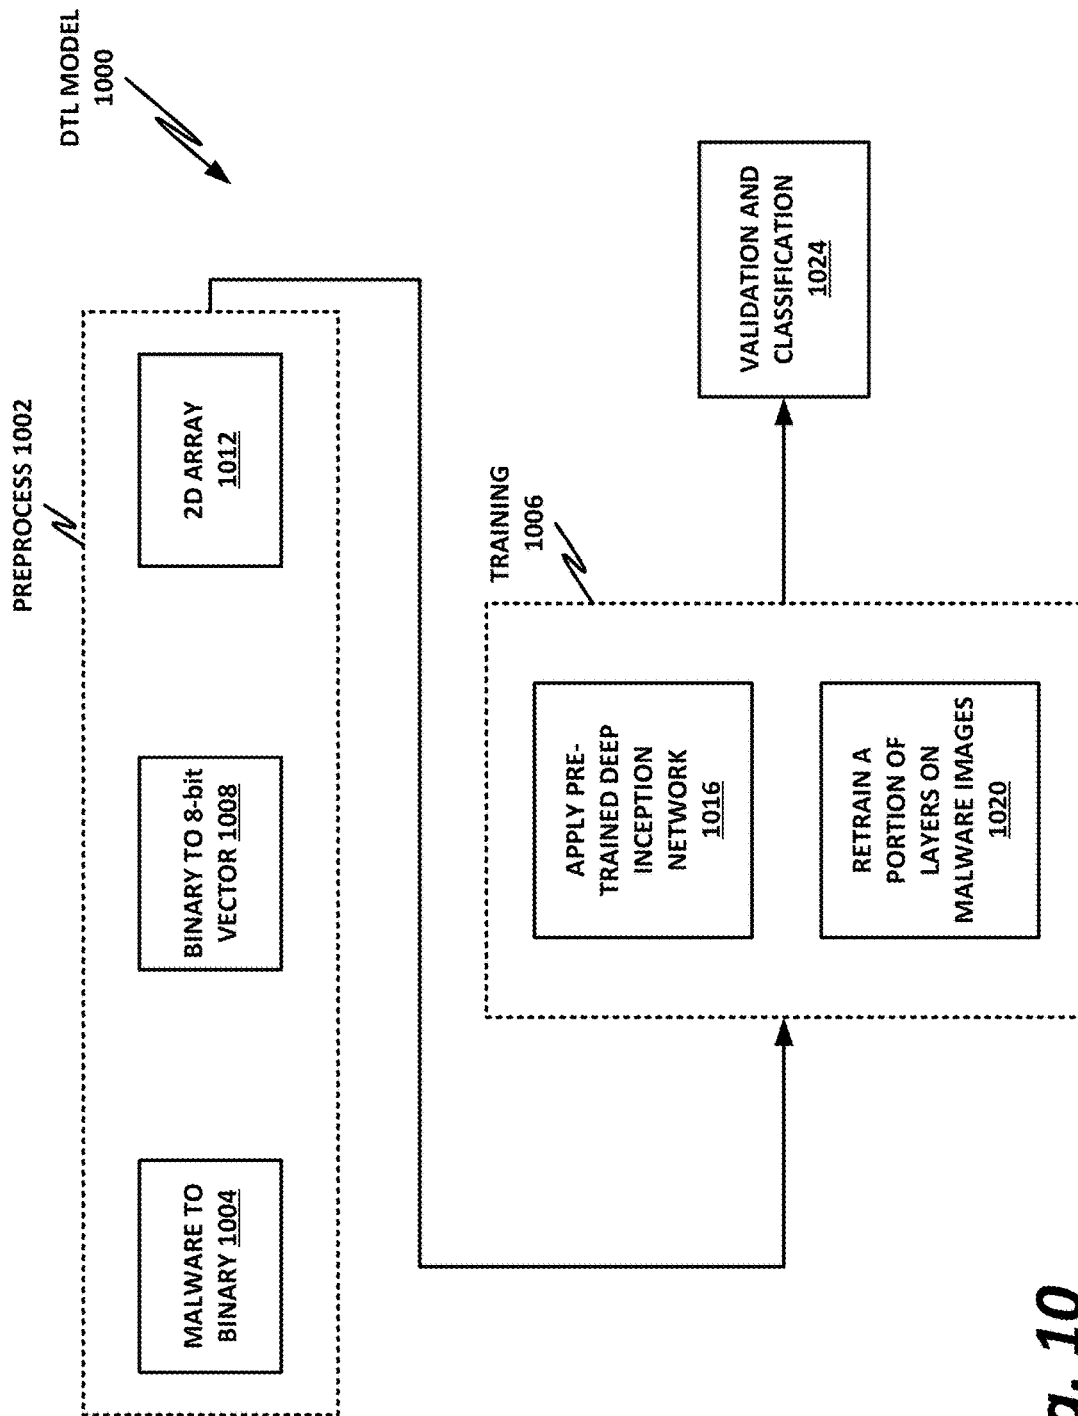 DTL MODEL
1000
PREPROCESS 1002
MALWARE TO
BINARY 1004
BINARY TO 8-bit
VECTOR 1008
2D ARRAY
1012
TRAINING
1006
APPLY PRE-
TRAINED DEEP
INCEPTION
NETWORK
1016
RETRAIN A
PORTION OF
LAYERS ON
MALWARE IMAGES
1020
VALIDATION AND
CLASSIFICATION
1024
10